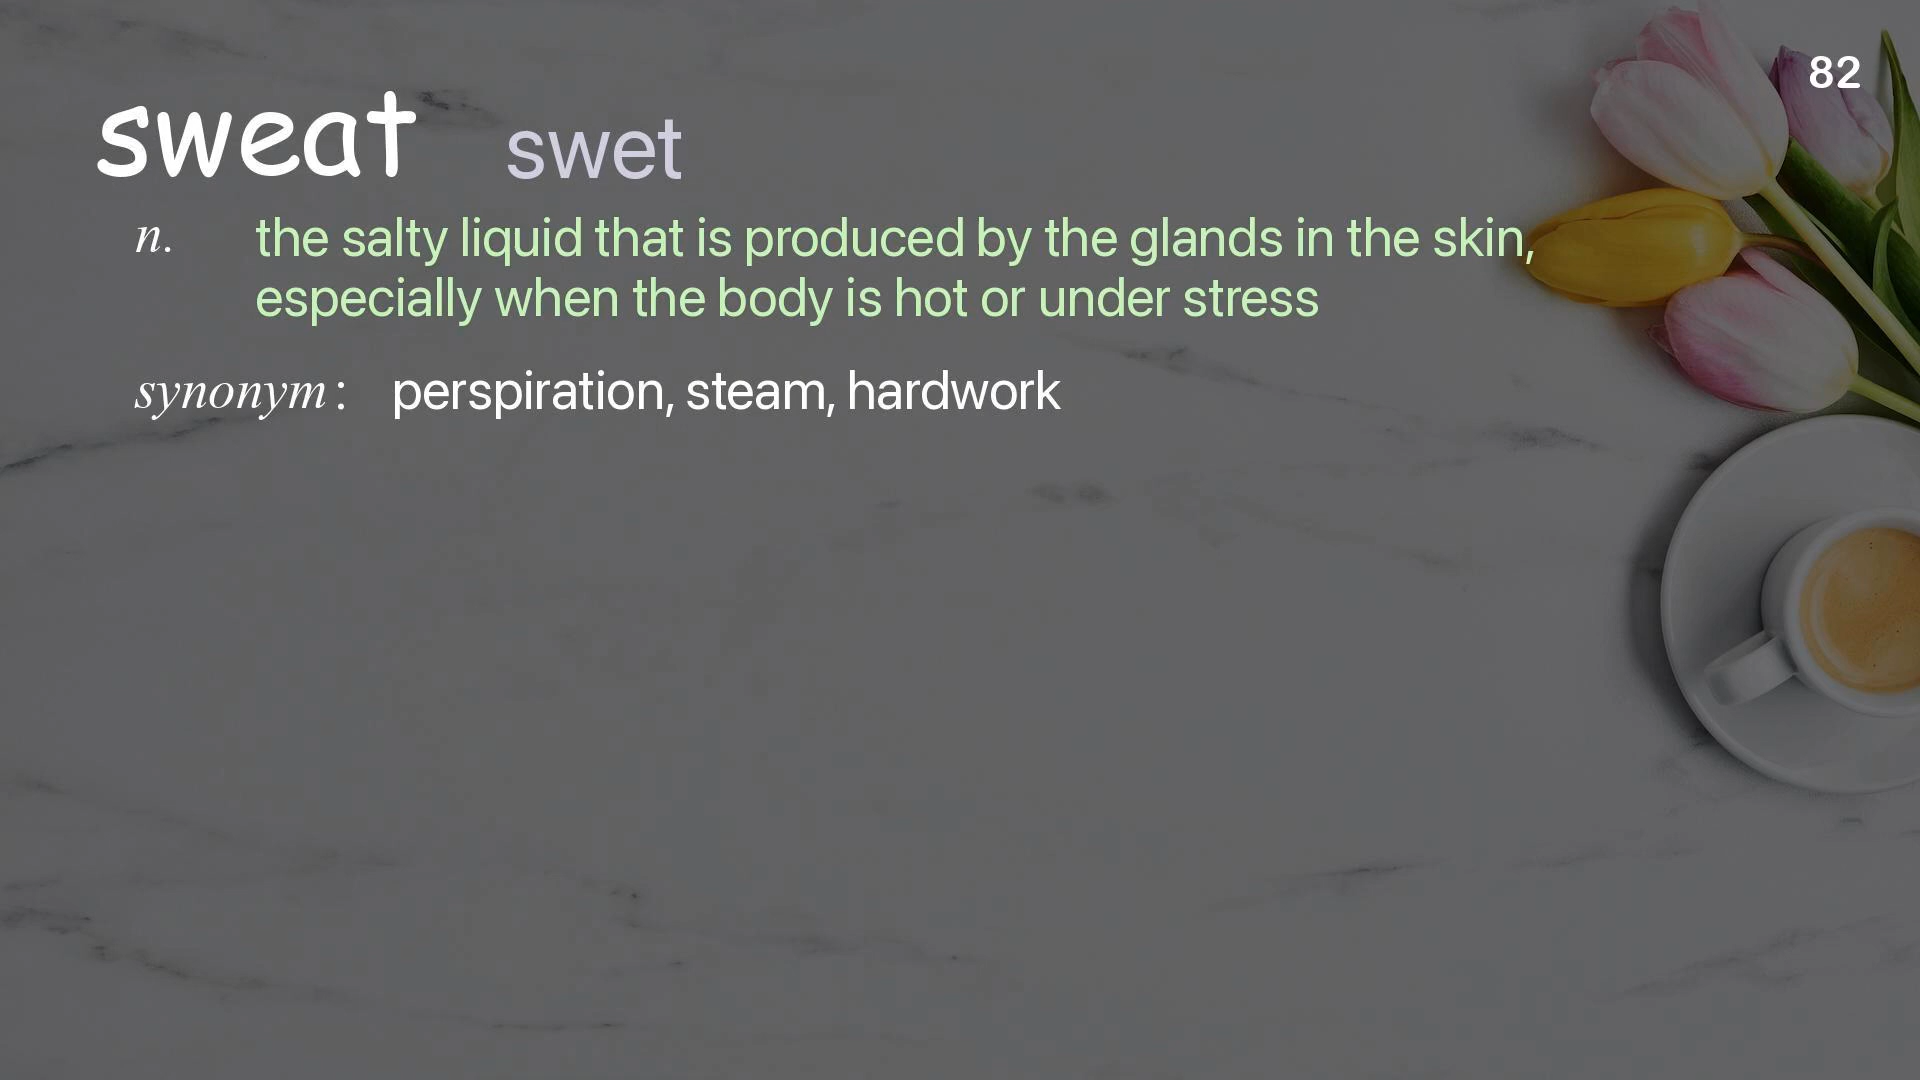 82
sweat swet
n. the salty liquid that is produced by the glands in the skin,
especially when the body is hot or under stress
synonym: perspiration, steam, hardwork